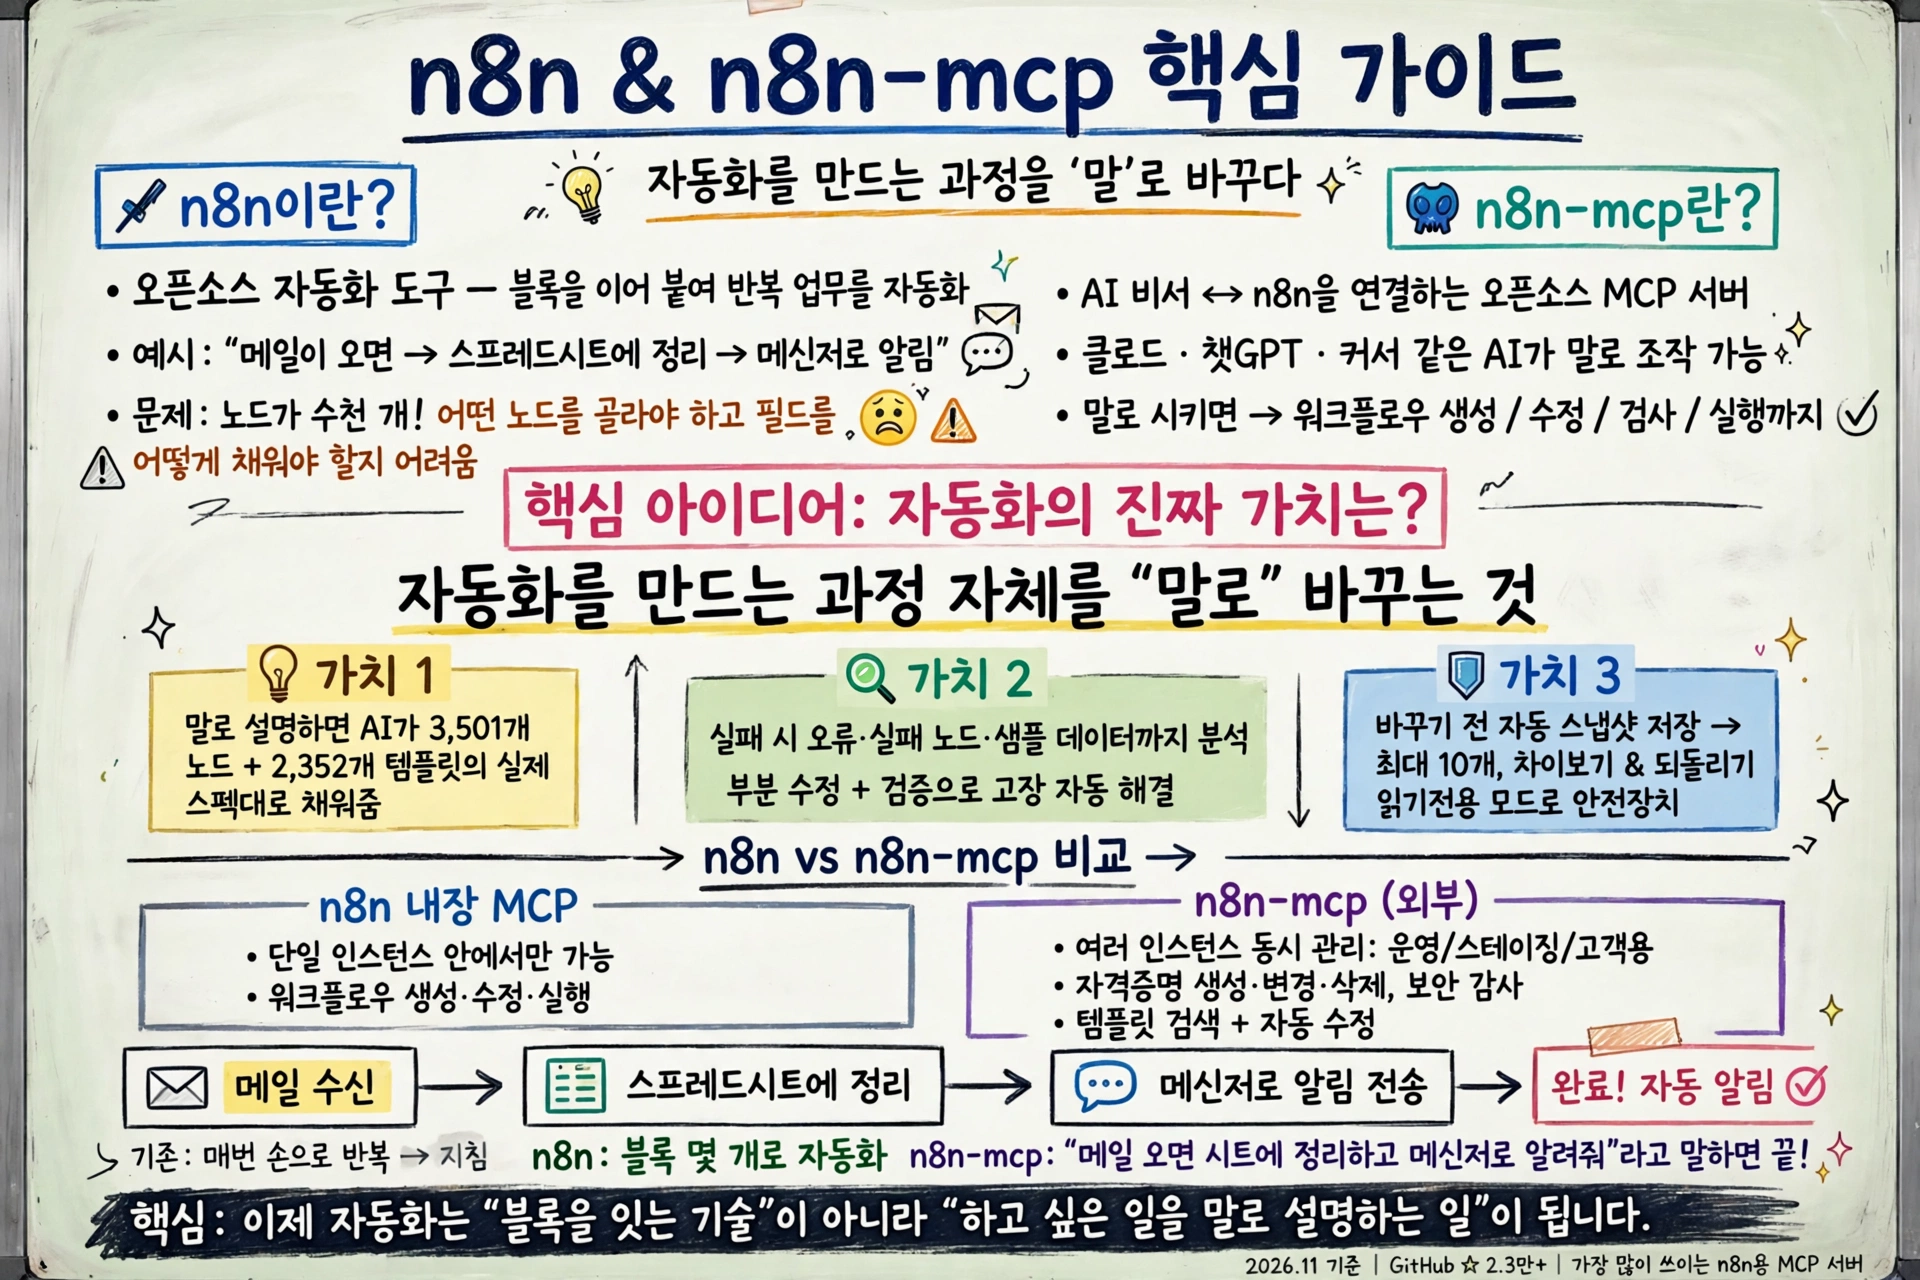 n8n & n8n-mcp 핵심 가이드
자동화를 만드는 과정을 ‘말’로 바꾸다
n8n이란?
• 오픈소스 자동화 도구 – 블록을 이어 붙여 반복 업무를 자동화
• 예시: “메일이 오면 → 스프레드시트에 정리 → 메신저로 알림”
• 문제: 노드가 수천 개! 어떤 노드를 골라야 하고 필드를
어떻게 채워야 할지 어려움
n8n-mcp란?
• AI 비서 ↔ n8n을 연결하는 오픈소스 MCP 서버
• 클로드 · 챗GPT · 커서 같은 AI가 말로 조작 가능
• 말로 시키면 → 워크플로우 생성 / 수정 / 검사 / 실행까지
핵심 아이디어: 자동화의 진짜 가치는?
자동화를 만드는 과정 자체를 “말로” 바꾸는 것
가치 1
말로 설명하면 AI가 3,501개
노드 + 2,352개 템플릿의 실제
스펙대로 채워줌
가치 2
실패 시 오류·실패 노드·샘플 데이터까지 분석
부분 수정 + 검증으로 고장 자동 해결
가치 3
바꾸기 전 자동 스냅샷 저장 →
최대 10개, 차이보기 & 되돌리기
읽기전용 모드로 안전장치
n8n vs n8n-mcp 비교 →
n8n 내장 MCP
• 단일 인스턴스 안에서만 가능
• 워크플로우 생성·수정·실행
n8n-mcp (외부)
• 여러 인스턴스 동시 관리: 운영/스테이징/고객용
• 자격증명 생성·변경·삭제, 보안 감사
• 템플릿 검색 + 자동 수정
메일 수신
스프레드시트에 정리
메신저로 알림 전송
완료! 자동 알림
기존: 매번 손으로 반복 → 지침
n8n: 블록 몇 개로 자동화
n8n-mcp: “메일 오면 시트에 정리하고 메신저로 알려줘”라고 말하면 끝!
핵심: 이제 자동화는 “블록을 잇는 기술”이 아니라 “하고 싶은 일을 말로 설명하는 일”이 됩니다.
2026.11 기준 | GitHub ☆ 2.3만+ | 가장 많이 쓰이는 n8n용 MCP 서버